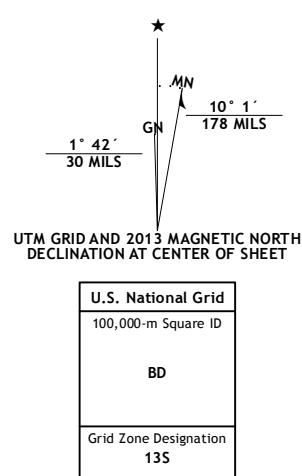 ★
MN
GN
10° 1´
178 MILS
1° 42´
30 MILS
UTM GRID AND 2013 MAGNETIC NORTH
DECLINATION AT CENTER OF SHEET
U.S. National Grid
100,000-m Square ID
BD
Grid Zone Designation
13S